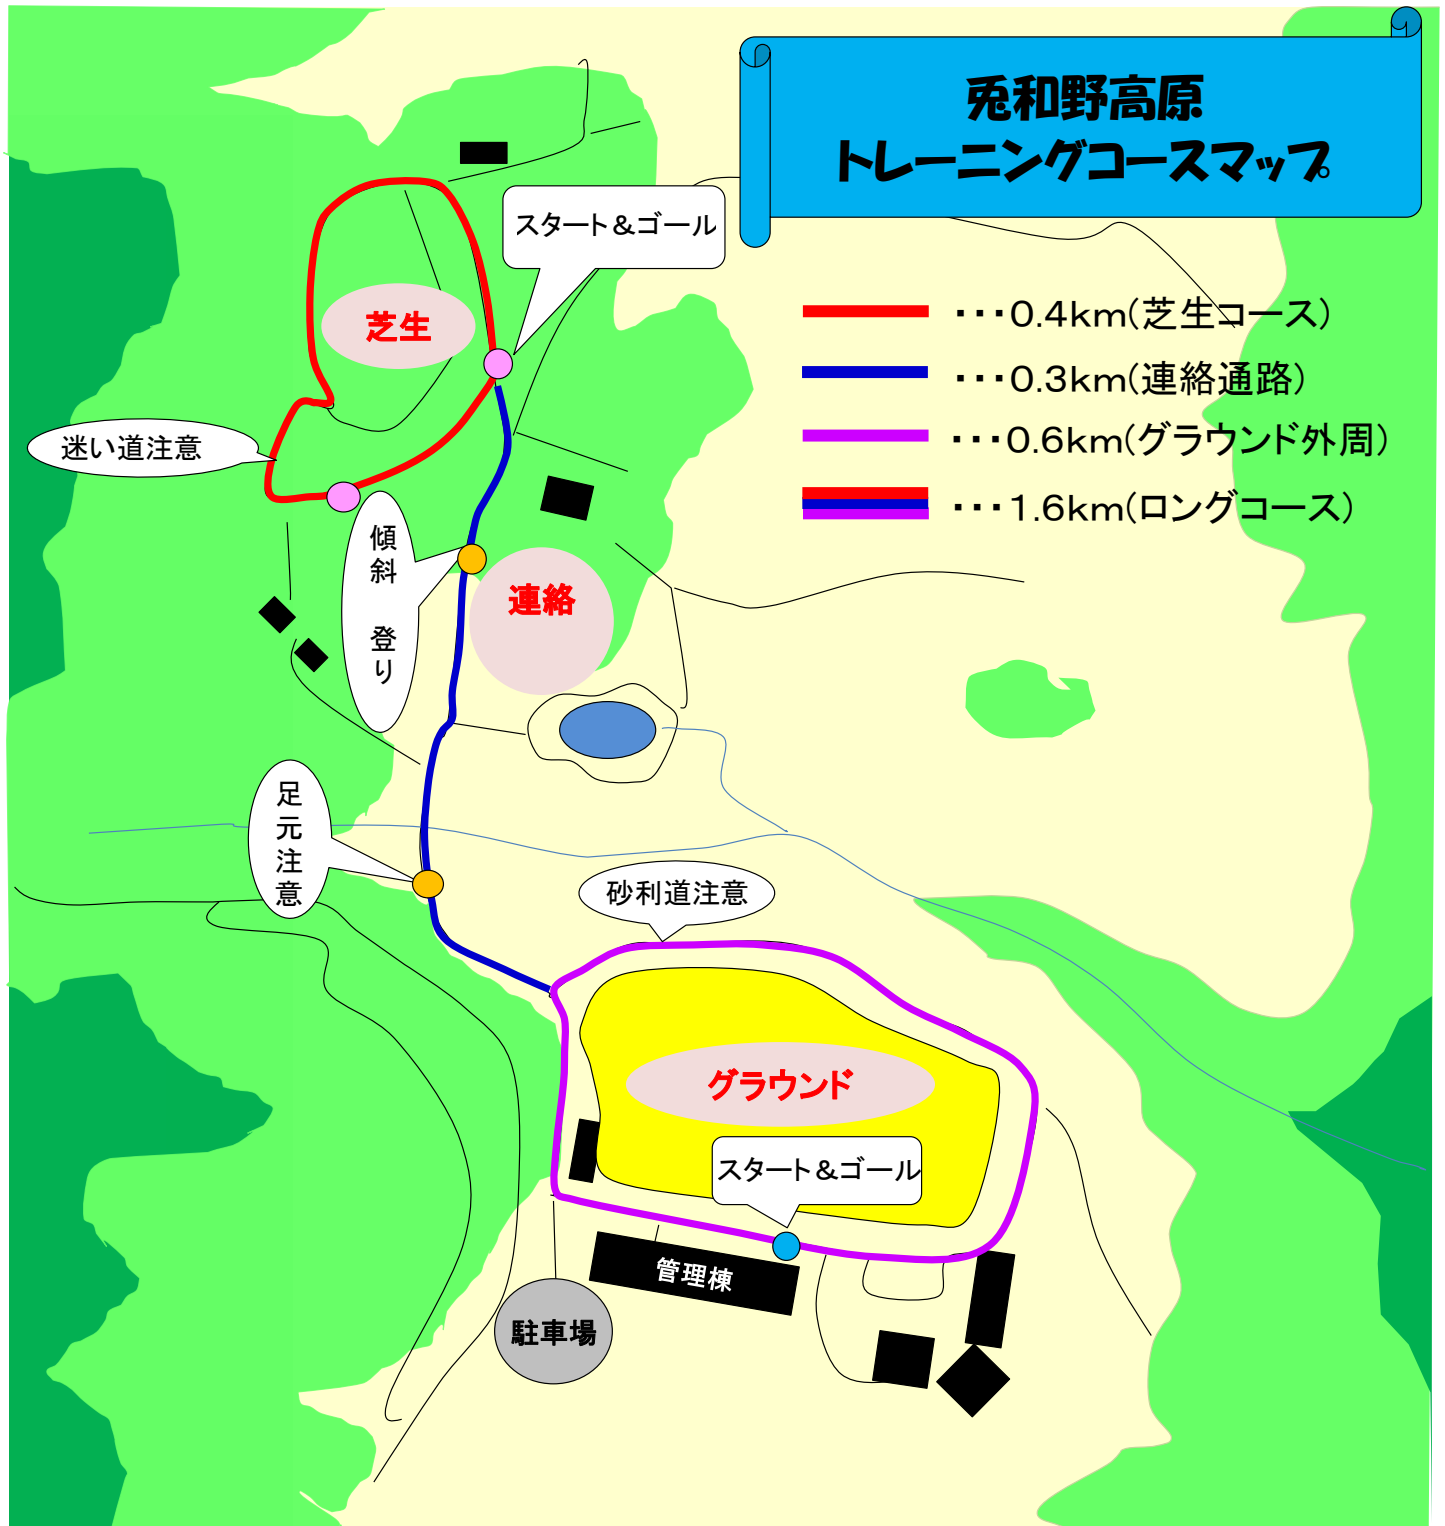 兎和野高原
トレーニングコースマップ。
スタート＆ゴール
・・・0.4km(芝生コース)
芝生
・・・0.3km(連絡通路)
・・・0.6km(グラウンド外周)
迷い道注意
・・・1.6km(ロングコース)
傾斜　登り
連絡
足元注意
砂利道注意
グラウンド
スタート＆ゴール
管理棟
駐車場